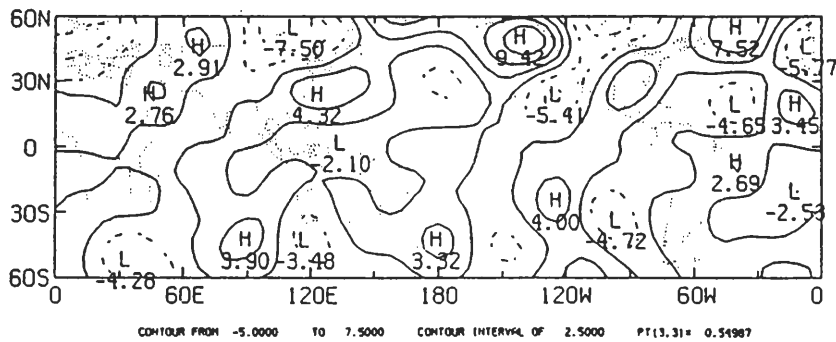 60N
H
L
H
H
L
2.91
-7.50
9.42
7.52
-5.77
30N
H
H
L
L
H
2.76
4.32
-5.41
-4.65
3.45
0
L
H
-2.10
2.69
L
H
-2.53
30S
H
L
H
4.00
L
-4.72
60S
L
-4.28
3.90
-3.48
3.32
0
60E
120E
180
120W
60W
0
CONTOUR FROM -5.0000 TO 7.5000 CONTOUR INTERVAL OF 2.5000 PT(3,3)= 0.54987